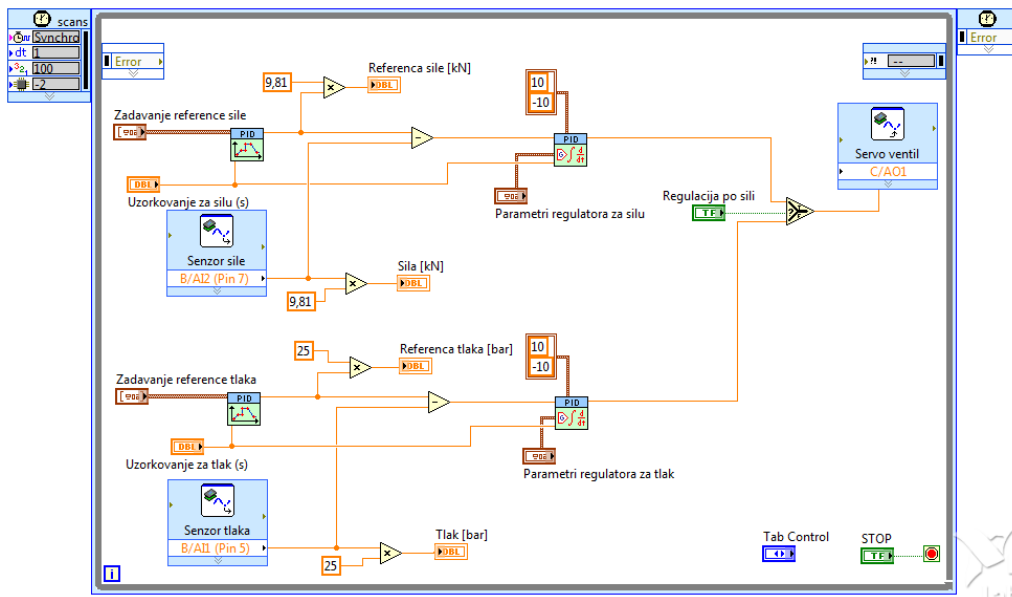 scans
Synchro
dt
1
100
-2
Error
Error
--
Referenca sile [kN]
9,81
DBL
10
-10
Zadavanje reference sile
PID
PID
Servo ventil
C/AO1
DBL
Uzorkovanje za silu (s)
Parametri regulatora za silu
Regulacija po sili
TF
Senzor sile
B/AI2 (Pin 7)
Sila [kN]
DBL
9,81
Referenca tlaka [bar]
25
DBL
10
-10
Zadavanje reference tlaka
PID
PID
DBL
Uzorkovanje za tlak (s)
Parametri regulatora za tlak
Senzor tlaka
B/AI1 (Pin 5)
Tlak [bar]
DBL
25
Tab Control
STOP
TF
i